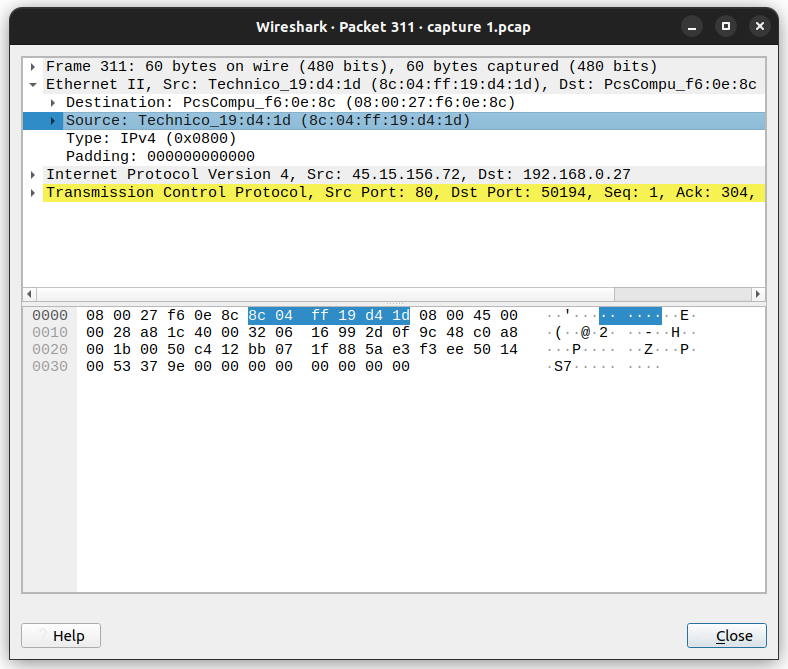 Wireshark · Packet 311 · capture 1.pcap
Frame 311: 60 bytes on wire (480 bits), 60 bytes captured (480 bits)
Ethernet II, Src: Technico_19:d4:1d (8c:04:ff:19:d4:1d), Dst: PcsCompu_f6:0e:8c
Destination: PcsCompu_f6:0e:8c (08:00:27:f6:0e:8c)
Source: Technico_19:d4:1d (8c:04:ff:19:d4:1d)
Type: IPv4 (0x0800)
Padding: 000000000000
Internet Protocol Version 4, Src: 45.15.156.72, Dst: 192.168.0.27
Transmission Control Protocol, Src Port: 80, Dst Port: 50194, Seq: 1, Ack: 304,
0000 08 00 27 f6 0e 8c 8c 04 ff 19 d4 1d 08 00 45 00 ··'····· ······E·
0010 00 28 a8 1c 40 00 32 06 16 99 2d 0f 9c 48 c0 a8 ·(··@·2· ··-··H··
0020 00 1b 00 50 c4 12 bb 07 1f 88 5a e3 f3 ee 50 14 ···P···· ··Z···P·
0030 00 53 37 9e 00 00 00 00 00 00 00 00 ·S7····· ····
Help
Close